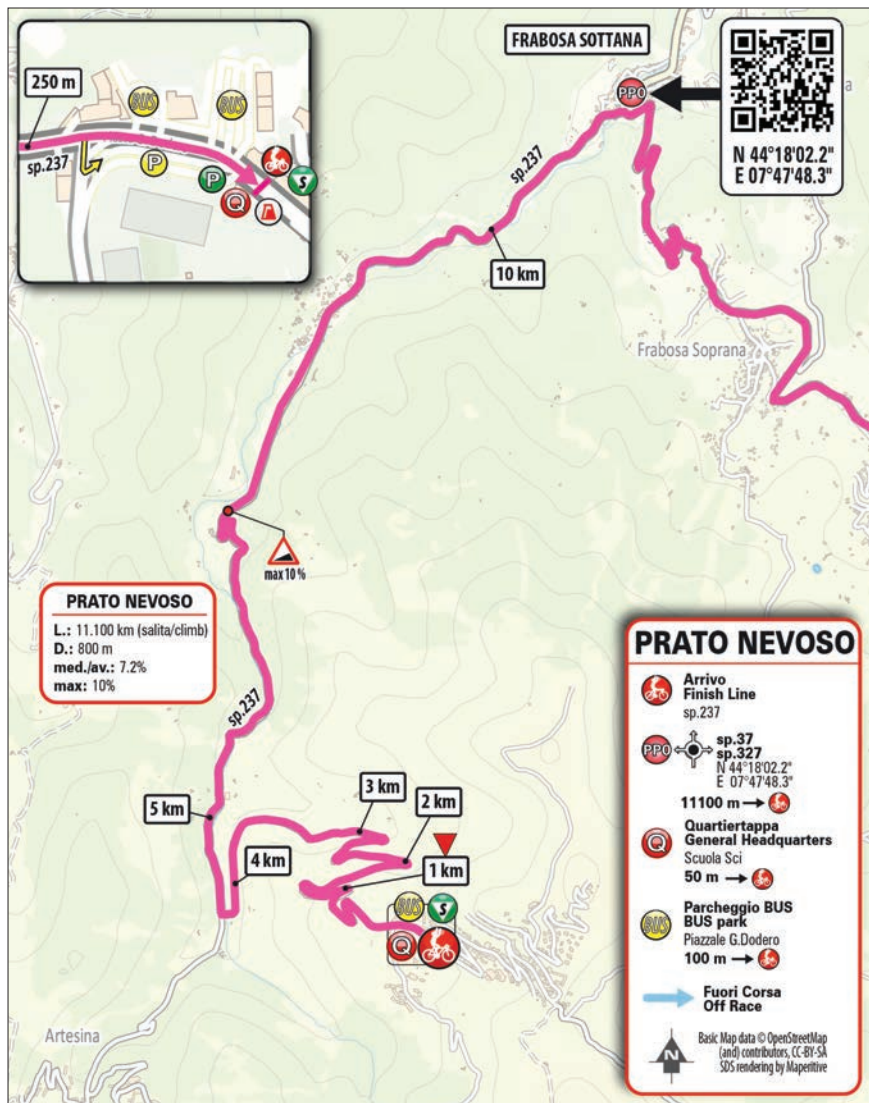 250 m
BUS
BUS
sp.237
P
P
Q
S
FRABOSA SOTTANA
PPO
N 44°18'02.2"
E 07°47'48.3"
sp.237
10 km
Frabosa Soprana
max 10 %
PRATO NEVOSO
L.: 11.100 km (salita/climb)
D.: 800 m
med./av.: 7.2%
max: 10%
sp.237
5 km
4 km
3 km
2 km
1 km
BUS
S
Q
Artesina
PRATO NEVOSO
Arrivo
Finish Line
sp.237
PPO
sp.37
sp.327
N 44°18'02.2"
E 07°47'48.3"
11100 m
Q
Quartiertappa
General Headquarters
Scuola Sci
50 m
BUS
Parcheggio BUS
BUS park
Piazzale G.Dodero
100 m
Fuori Corsa
Off Race
N
Basic Map data © OpenStreetMap
(and) contributors, CC-BY-SA
SDS rendering by Maperitive